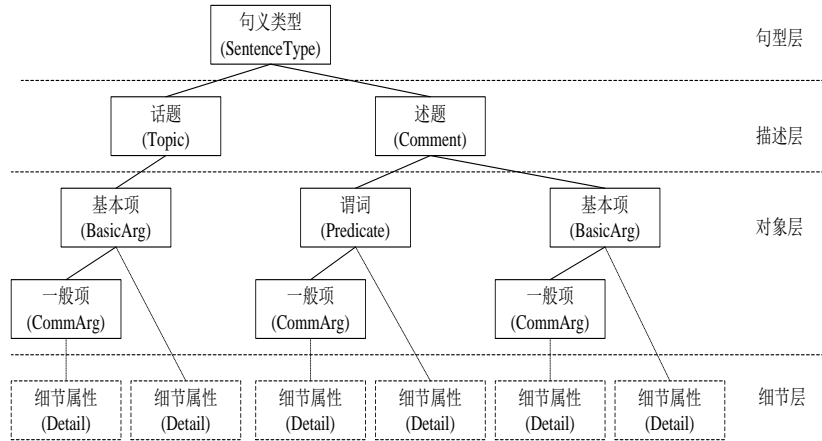 句义类型
(SentenceType)
句型层
话题
(Topic)
述题
(Comment)
描述层
基本项
(BasicArg)
谓词
(Predicate)
基本项
(BasicArg)
对象层
一般项
(CommArg)
一般项
(CommArg)
一般项
(CommArg)
细节属性
(Detail)
细节属性
(Detail)
细节属性
(Detail)
细节属性
(Detail)
细节属性
(Detail)
细节属性
(Detail)
细节层